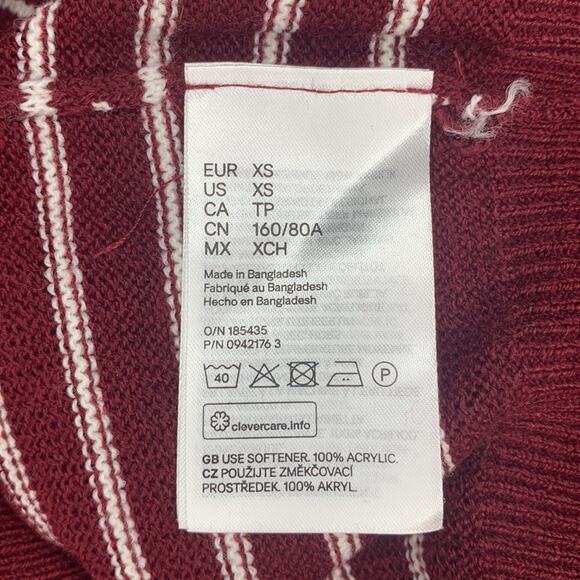 EUR XS
US XS
CA TP
CN 160/80A
MX XCH
Made in Bangladesh
Fabriqué au Bangladesh
Hecho en Bangladesh
O/N 185435
P/N 0942176 3
40 P
clevercare.info
GB USE SOFTENER. 100% ACRYLIC.
CZ POUŽIJTE ZMĚKČOVACÍ
PROSTŘEDEK. 100% AKRYL.